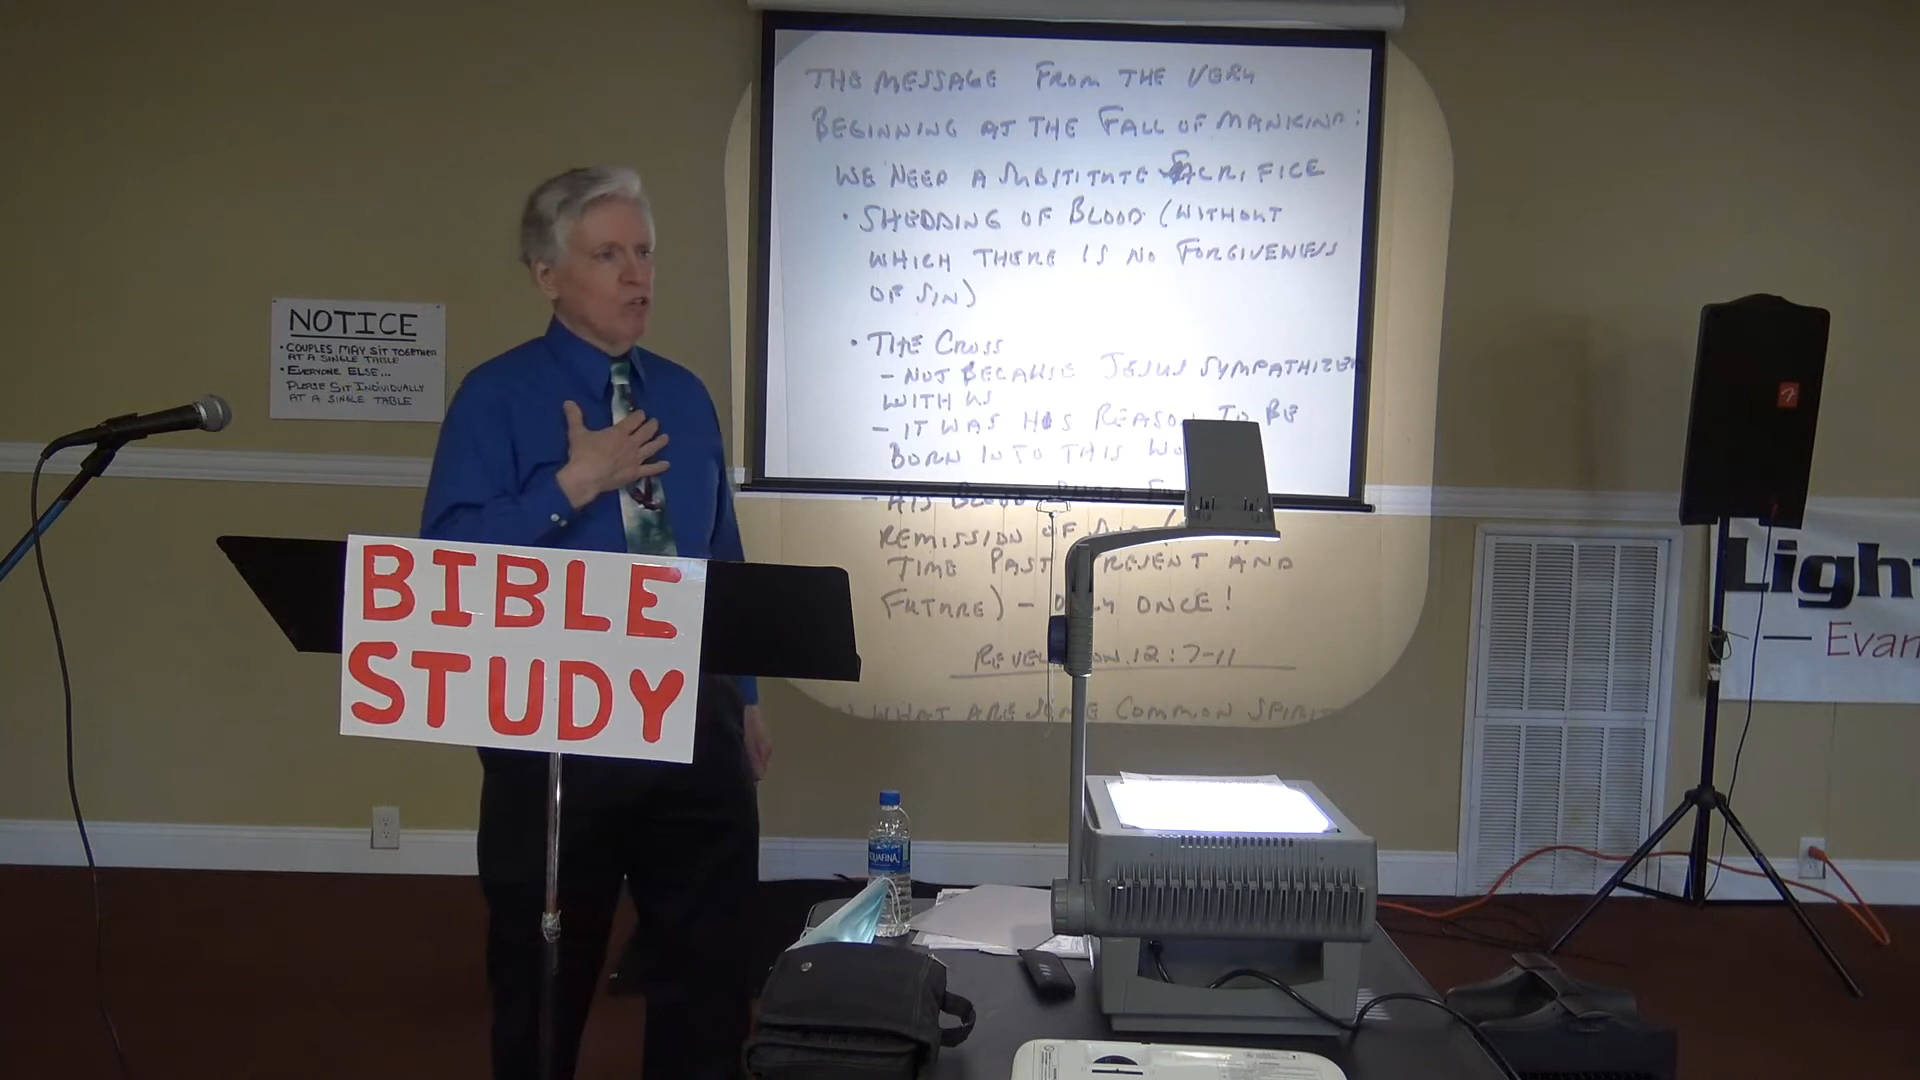 THE MESSAGE FROM THE VERY
BEGINNING AT THE FALL OF MANKIND:
WE NEED A SUBSTITUTE SACRIFICE
• SHEDDING OF BLOOD (WITHOUT
WHICH THERE IS NO FORGIVENESS
OF SIN)
• THE CROSS
- NOT BECAUSE JESUS SYMPATHIZED
WITH US
- IT WAS HIS REASON TO BE
BORN INTO THIS
- HIS BLOOD
REMISSION OF
TIME PAST PRESENT AND
FUTURE) - ONLY ONCE!
REVELATION 12:7-11
WHAT ARE SOME COMMON
NOTICE
• COUPLES MAY SIT TOGETHER
AT A SINGLE TABLE
• EVERYONE ELSE...
PLEASE SIT INDIVIDUALLY
AT A SINGLE TABLE
BIBLE
STUDY
Light
— Evan
AQUAFINA